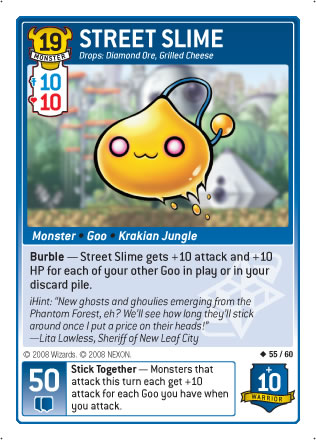 19
MONSTER
STREET SLIME
Drops: Diamond Ore, Grilled Cheese
10
10
Monster • Goo • Krakian Jungle
Burble — Street Slime gets +10 attack and +10
HP for each of your other Goo in play or in your
discard pile.
iHint: "New ghosts and ghoulies emerging from the
Phantom Forest, eh? We'll see how long they'll stick
around once I put a price on their heads!"
—Lita Lawless, Sheriff of New Leaf City
© 2008 Wizards. © 2008 NEXON.
◆ 55 / 60
50
Stick Together — Monsters that
attack this turn each get +10
attack for each Goo you have when
you attack.
+
10
WARRIOR